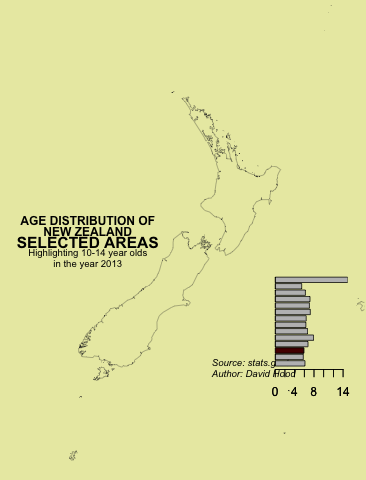 AGE DISTRIBUTION OF
NEW ZEALAND
SELECTED AREAS
Highlighting 10-14 year olds
in the year 2013
Source: stats.g
Author: David Hood
0 4 8 14